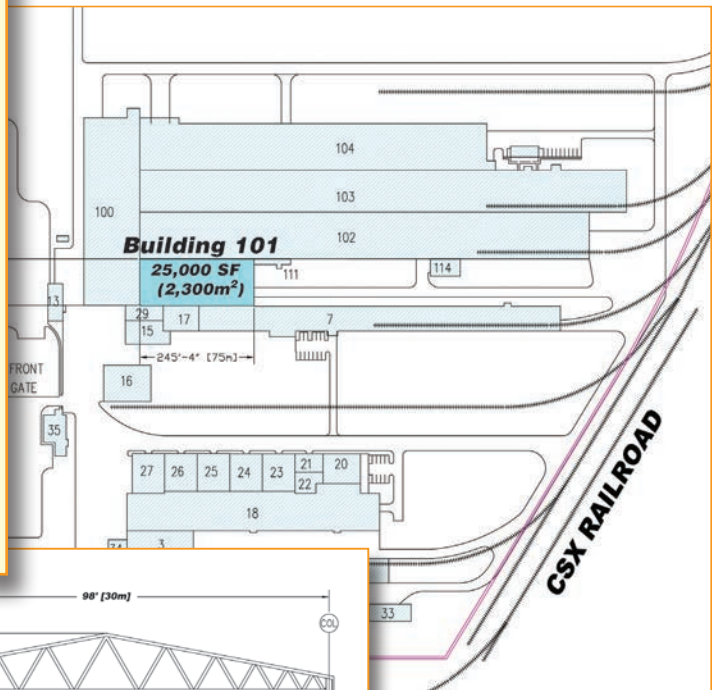 104
103
100
102
Building 101
25,000 SF
(2,300m²)
111
114
13
29
17
7
15
245'-4" [75m]
FRONT
GATE
16
35
27
26
25
24
23
21
20
22
18
3
33
CSX RAILROAD
98' [30m]
COL